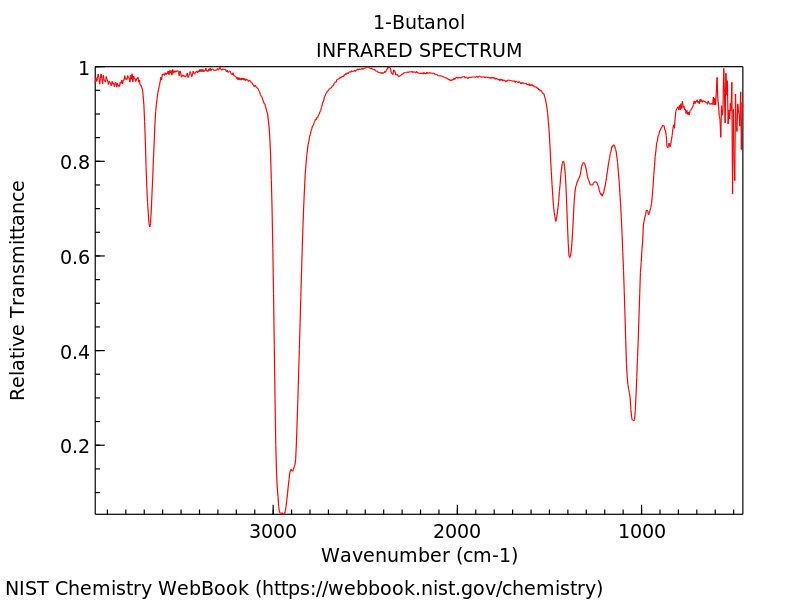 1-Butanol
INFRARED SPECTRUM
1
0.8
0.6
0.4
0.2
Relative Transmittance
3000 2000 1000
Wavenumber (cm-1)
NIST Chemistry WebBook (https://webbook.nist.gov/chemistry)